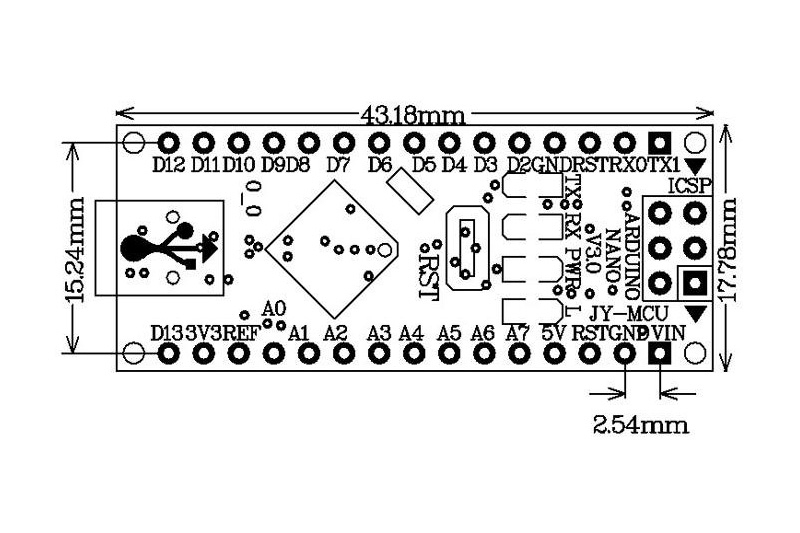 43.18mm
D12 D11 D10 D9 D8 D7 D6 D5 D4 D3 D2 GND RST RX0 TX1
ICSP
0_0
TX
RX
PWR
L
ARDUINO
NANO
V3.0
RST
15.24mm
17.78mm
JY-MCU
A0
D13 3V3 REF A1 A2 A3 A4 A5 A6 A7 5V RST GND VIN
2.54mm